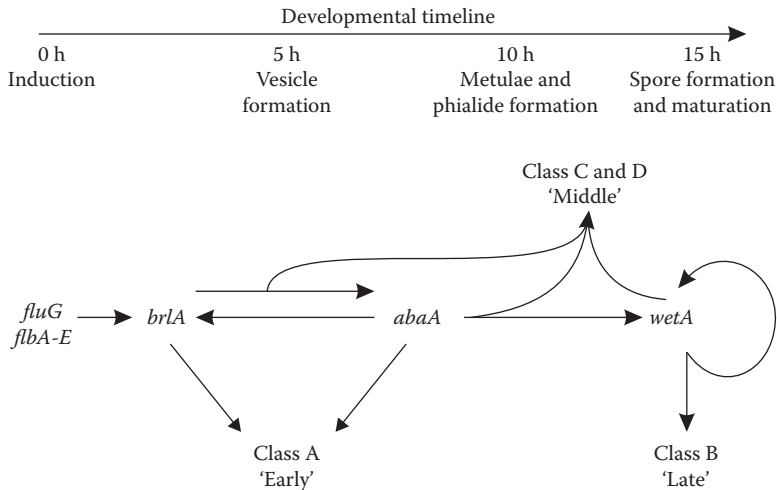 Developmental timeline
0 h
Induction
5 h
Vesicle
formation
10 h
Metulae and
phialide formation
15 h
Spore formation
and maturation
Class C and D
‘Middle’
fluG
flbA-E
brlA
abaA
wetA
Class A
‘Early’
Class B
‘Late’